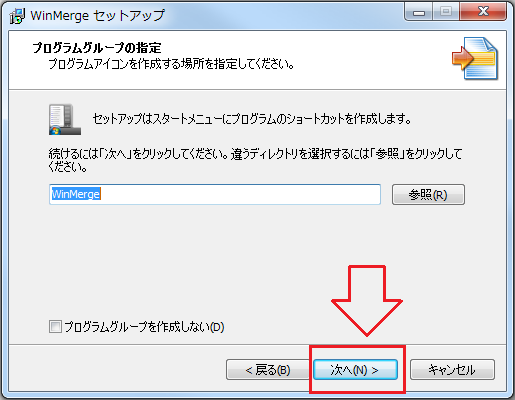 WinMerge セットアップ
プログラムグループの指定
プログラムアイコンを作成する場所を指定してください。
セットアップはスタートメニューにプログラムのショートカットを作成します。
続けるには「次へ」をクリックしてください。違うディレクトリを選択するには「参照」をクリックして
ください。
WinMerge
参照(R)
プログラムグループを作成しない(D)
< 戻る(B)
次へ(N) >
キャンセル